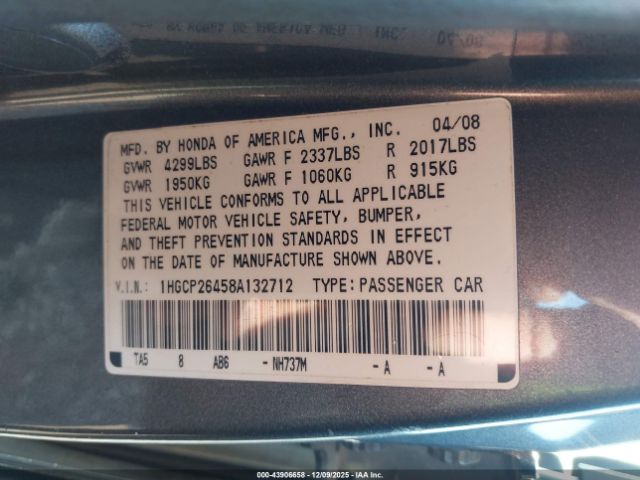 MFD. BY HONDA OF AMERICA MFG., INC. 04/08
GVWR 4299LBS GAWR F 2337LBS R 2017LBS
GVWR 1950KG GAWR F 1060KG R 915KG
THIS VEHICLE CONFORMS TO ALL APPLICABLE
FEDERAL MOTOR VEHICLE SAFETY, BUMPER,
AND THEFT PREVENTION STANDARDS IN EFFECT
ON THE DATE OF MANUFACTURE SHOWN ABOVE.
V.I.N.: 1HGCP26458A132712 TYPE: PASSENGER CAR
TA5 8 AB6 -NH737M -A -A
000-43906658 - 12/09/2025 - IAAI.COM